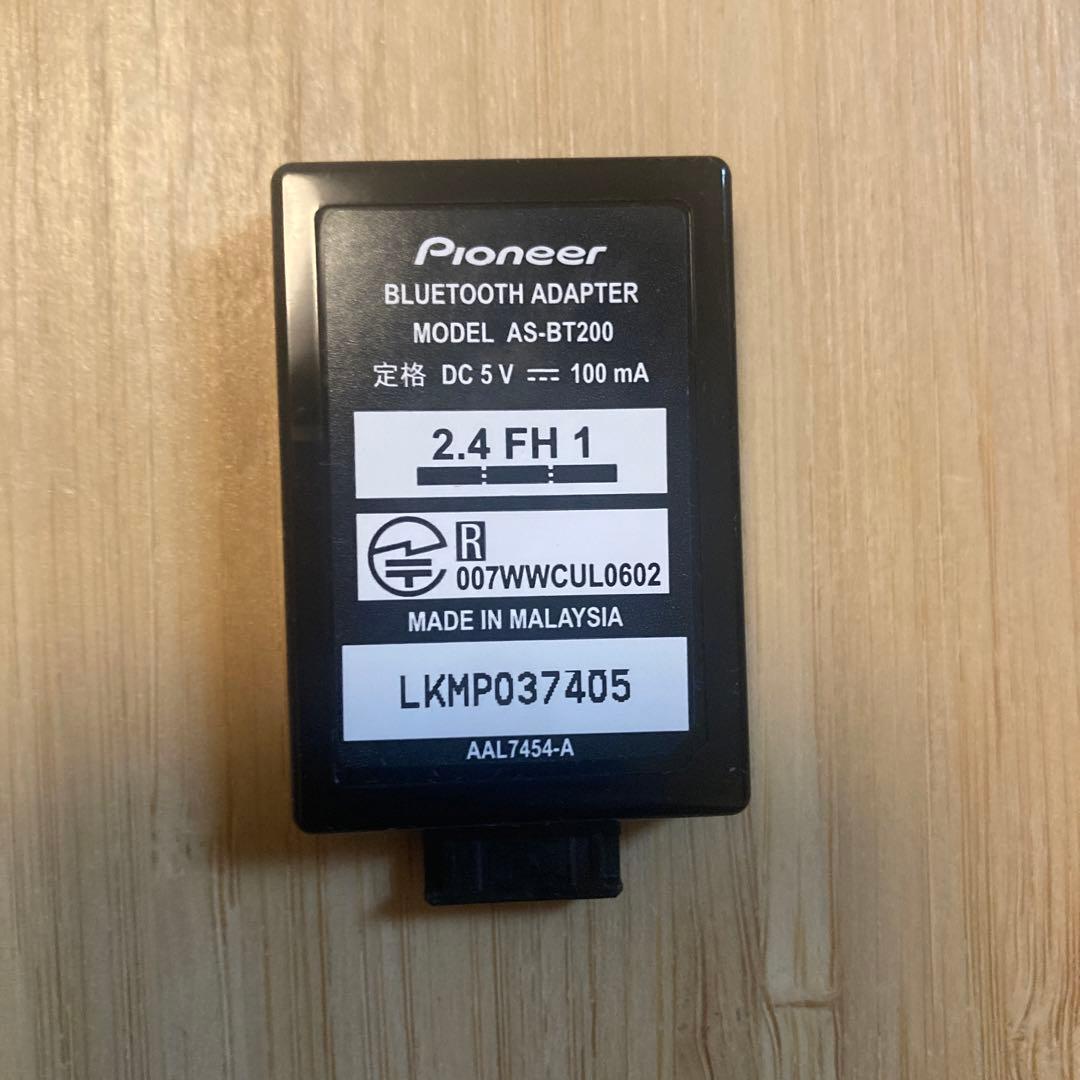 Pioneer
BLUETOOTH ADAPTER
MODEL AS-BT200
定格 DC 5 V ⎓ 100 mA
2.4 FH 1
R
007WWCUL0602
MADE IN MALAYSIA
LKMP037405
AAL7454-A